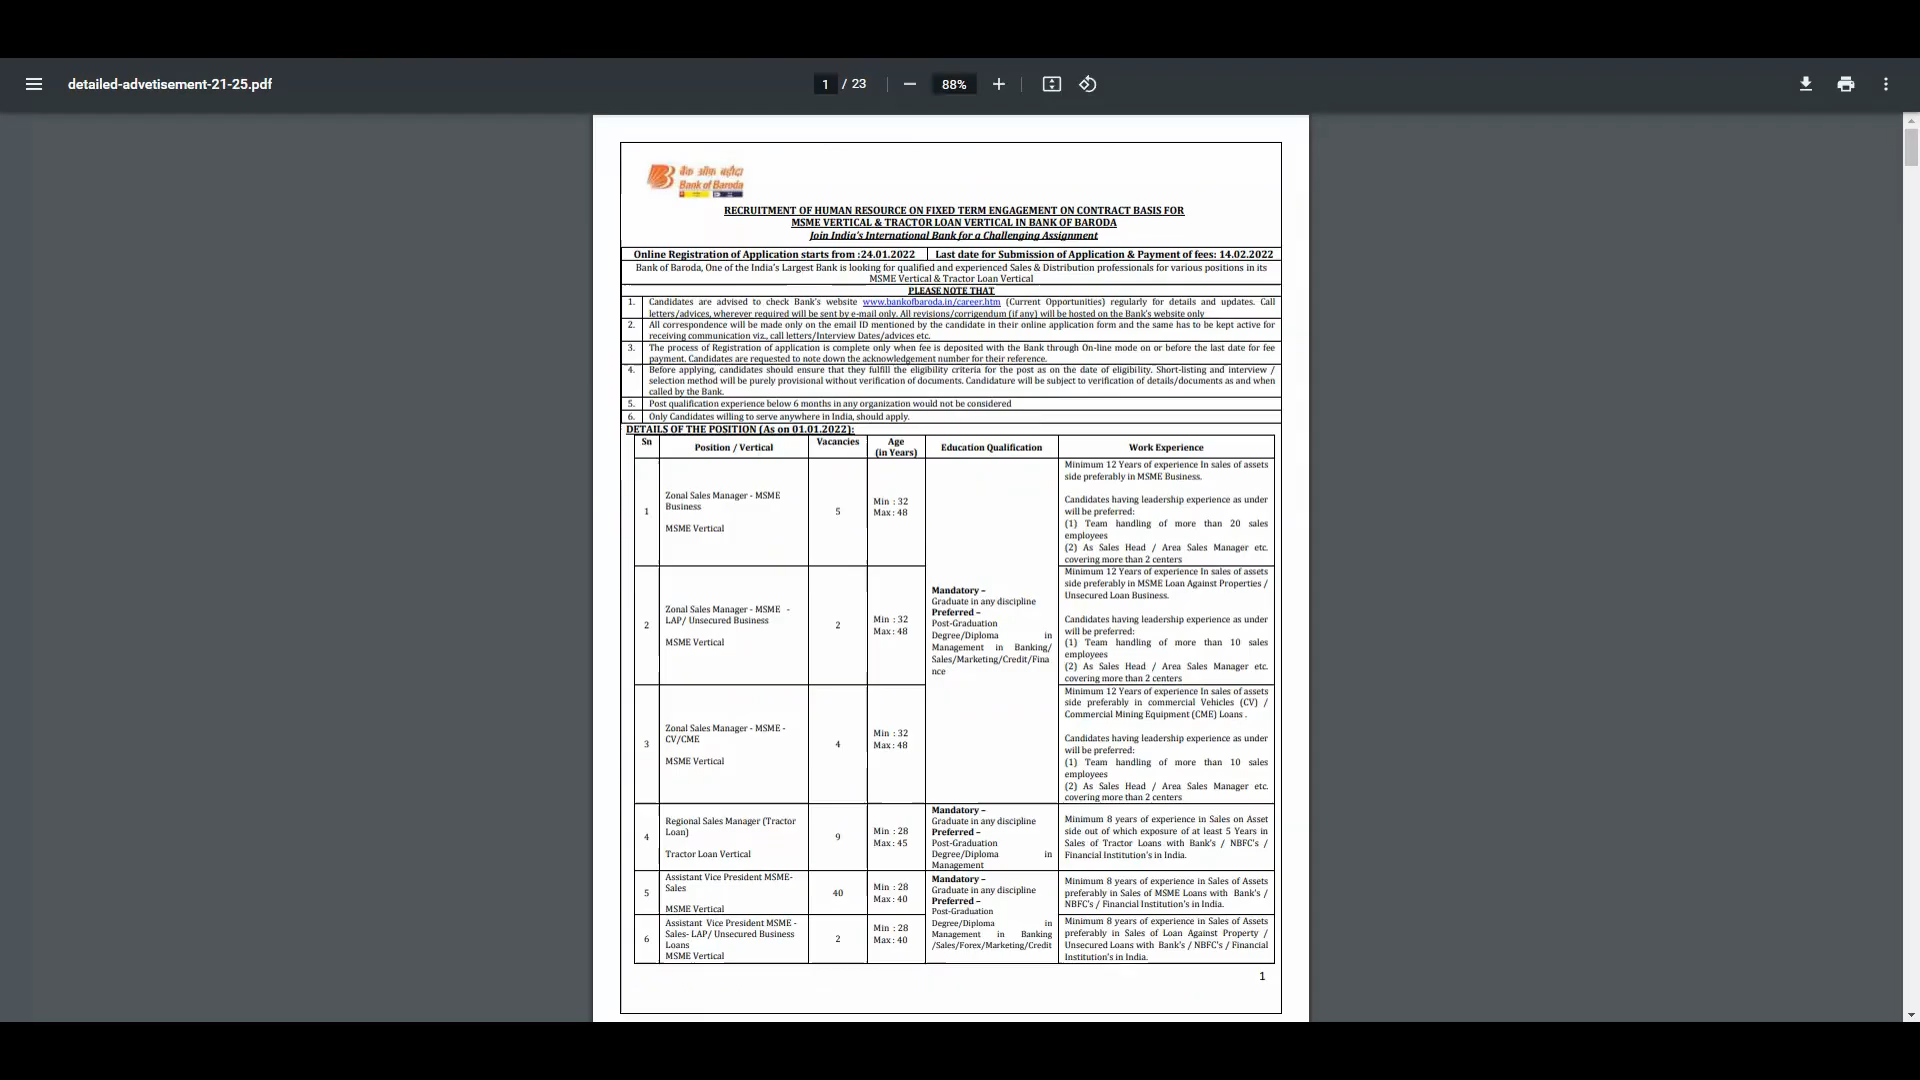 detailed-advetisement-21-25.pdf
1 / 23
88%
बैंक ऑफ़ बड़ौदा
Bank of Baroda
RECRUITMENT OF HUMAN RESOURCE ON FIXED TERM ENGAGEMENT ON CONTRACT BASIS FOR
MSME VERTICAL & TRACTOR LOAN VERTICAL IN BANK OF BARODA
Join India's International Bank for a Challenging Assignment
Online Registration of Application starts from :24.01.2022
Last date for Submission of Application & Payment of fees: 14.02.2022
Bank of Baroda, One of the India's Largest Bank is looking for qualified and experienced Sales & Distribution professionals for various positions in its
MSME Vertical & Tractor Loan Vertical
PLEASE NOTE THAT
1. Candidates are advised to check Bank's website www.bankofbaroda.in/career.htm (Current Opportunities) regularly for details and updates. Call
letters/advices, wherever required will be sent by e-mail only. All revisions/corrigendum (if any) will be hosted on the Bank's website only
2. All correspondence will be made only on the email ID mentioned by the candidate in their online application form and the same has to be kept active for
receiving communication viz., call letters/Interview Dates/advices etc.
3. The process of Registration of application is complete only when fee is deposited with the Bank through On-line mode on or before the last date for fee
payment. Candidates are requested to note down the acknowledgement number for their reference.
4. Before applying, candidates should ensure that they fulfill the eligibility criteria for the post as on the date of eligibility. Short-listing and interview /
selection method will be purely provisional without verification of documents. Candidature will be subject to verification of details/documents as and when
called by the Bank.
5. Post qualification experience below 6 months in any organization would not be considered
6. Only Candidates willing to serve anywhere in India, should apply.
DETAILS OF THE POSITION (As on 01.01.2022):
Sn
Position / Vertical
Vacancies
Age
(in Years)
Education Qualification
Work Experience
1
Zonal Sales Manager - MSME
Business
MSME Vertical
5
Min : 32
Max : 48
Mandatory –
Graduate in any discipline
Preferred –
Post-Graduation
Degree/Diploma in
Management in Banking/
Sales/Marketing/Credit/Fina
nce
Minimum 12 Years of experience In sales of assets
side preferably in MSME Business.
Candidates having leadership experience as under
will be preferred:
(1) Team handling of more than 20 sales
employees
(2) As Sales Head / Area Sales Manager etc.
covering more than 2 centers
2
Zonal Sales Manager - MSME -
LAP/ Unsecured Business
MSME Vertical
2
Min : 32
Max : 48
Minimum 12 Years of experience In sales of assets
side preferably in MSME Loan Against Properties /
Unsecured Loan Business.
Candidates having leadership experience as under
will be preferred:
(1) Team handling of more than 10 sales
employees
(2) As Sales Head / Area Sales Manager etc.
covering more than 2 centers
3
Zonal Sales Manager - MSME -
CV/CME
MSME Vertical
4
Min : 32
Max : 48
Minimum 12 Years of experience In sales of assets
side preferably in commercial Vehicles (CV) /
Commercial Mining Equipment (CME) Loans .
Candidates having leadership experience as under
will be preferred:
(1) Team handling of more than 10 sales
employees
(2) As Sales Head / Area Sales Manager etc.
covering more than 2 centers
4
Regional Sales Manager (Tractor
Loan)
Tractor Loan Vertical
9
Min : 28
Max : 45
Mandatory –
Graduate in any discipline
Preferred –
Post-Graduation
Degree/Diploma in
Management
Minimum 8 years of experience in Sales on Asset
side out of which exposure of at least 5 Years in
Sales of Tractor Loans with Bank's / NBFC's /
Financial Institution's in India.
5
Assistant Vice President MSME-
Sales
MSME Vertical
40
Min : 28
Max : 40
Mandatory –
Graduate in any discipline
Preferred –
Post-Graduation
Degree/Diploma in
Management in Banking
/Sales/Forex/Marketing/Credit
Minimum 8 years of experience in Sales of Assets
preferably in Sales of MSME Loans with Bank's /
NBFC's / Financial Institution's in India.
6
Assistant Vice President MSME -
Sales- LAP/ Unsecured Business
Loans
MSME Vertical
2
Min : 28
Max : 40
Minimum 8 years of experience in Sales of Assets
preferably in Sales of Loan Against Property /
Unsecured Loans with Bank's / NBFC's / Financial
Institution's in India.
1